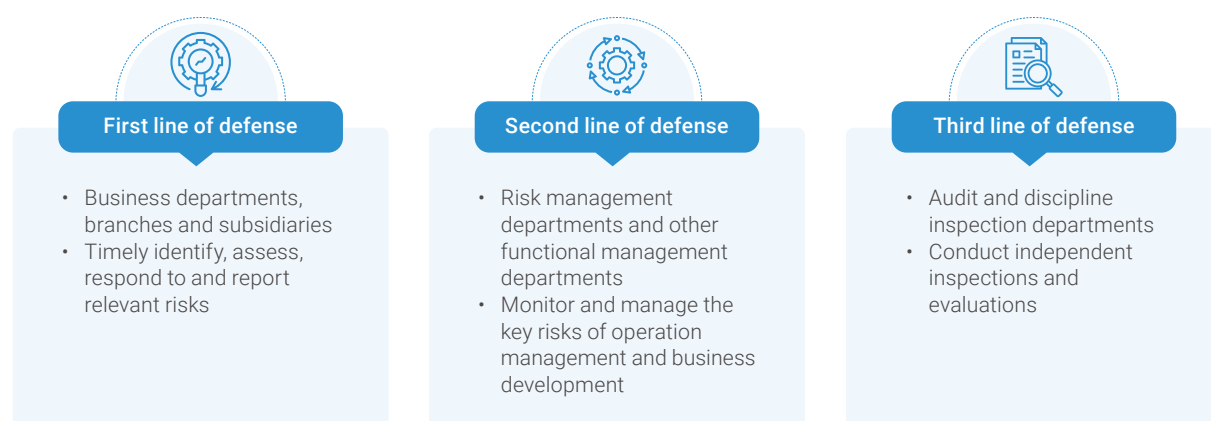 First line of defense
• Business departments,
branches and subsidiaries
• Timely identify, assess,
respond to and report
relevant risks
Second line of defense
• Risk management
departments and other
functional management
departments
• Monitor and manage the
key risks of operation
management and business
development
Third line of defense
• Audit and discipline
inspection departments
• Conduct independent
inspections and
evaluations